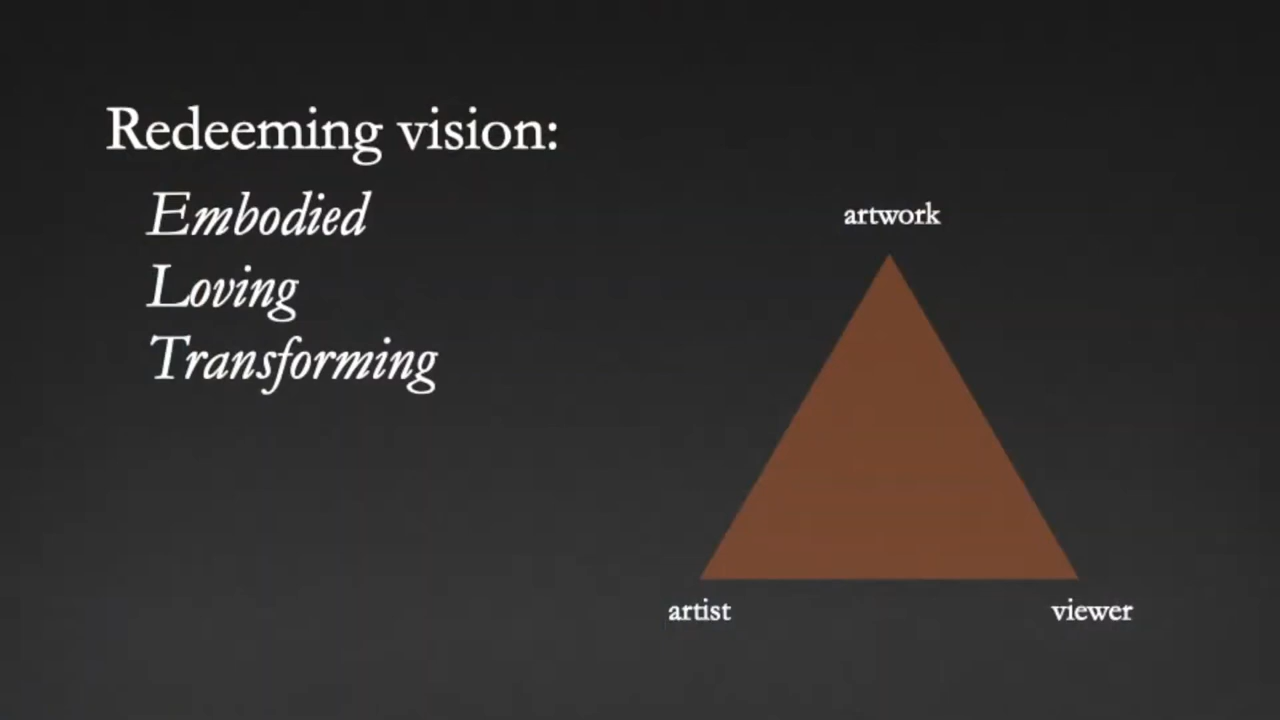 Redeeming vision:
Embodied
Loving
Transforming
artwork
artist
viewer